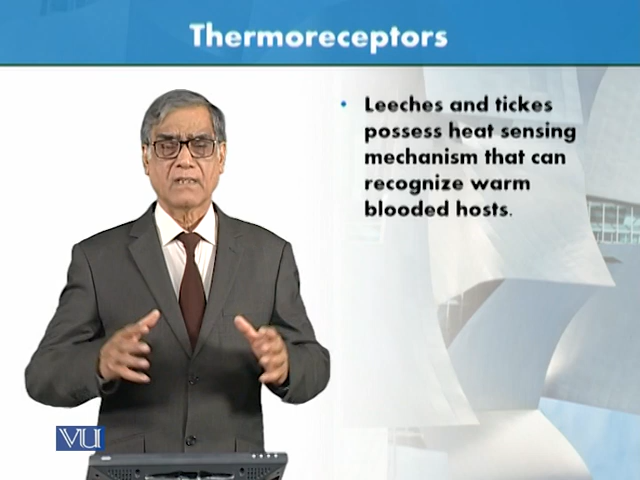 Thermoreceptors
• Leeches and tickes
possess heat sensing
mechanism that can
recognize warm
blooded hosts.
VU